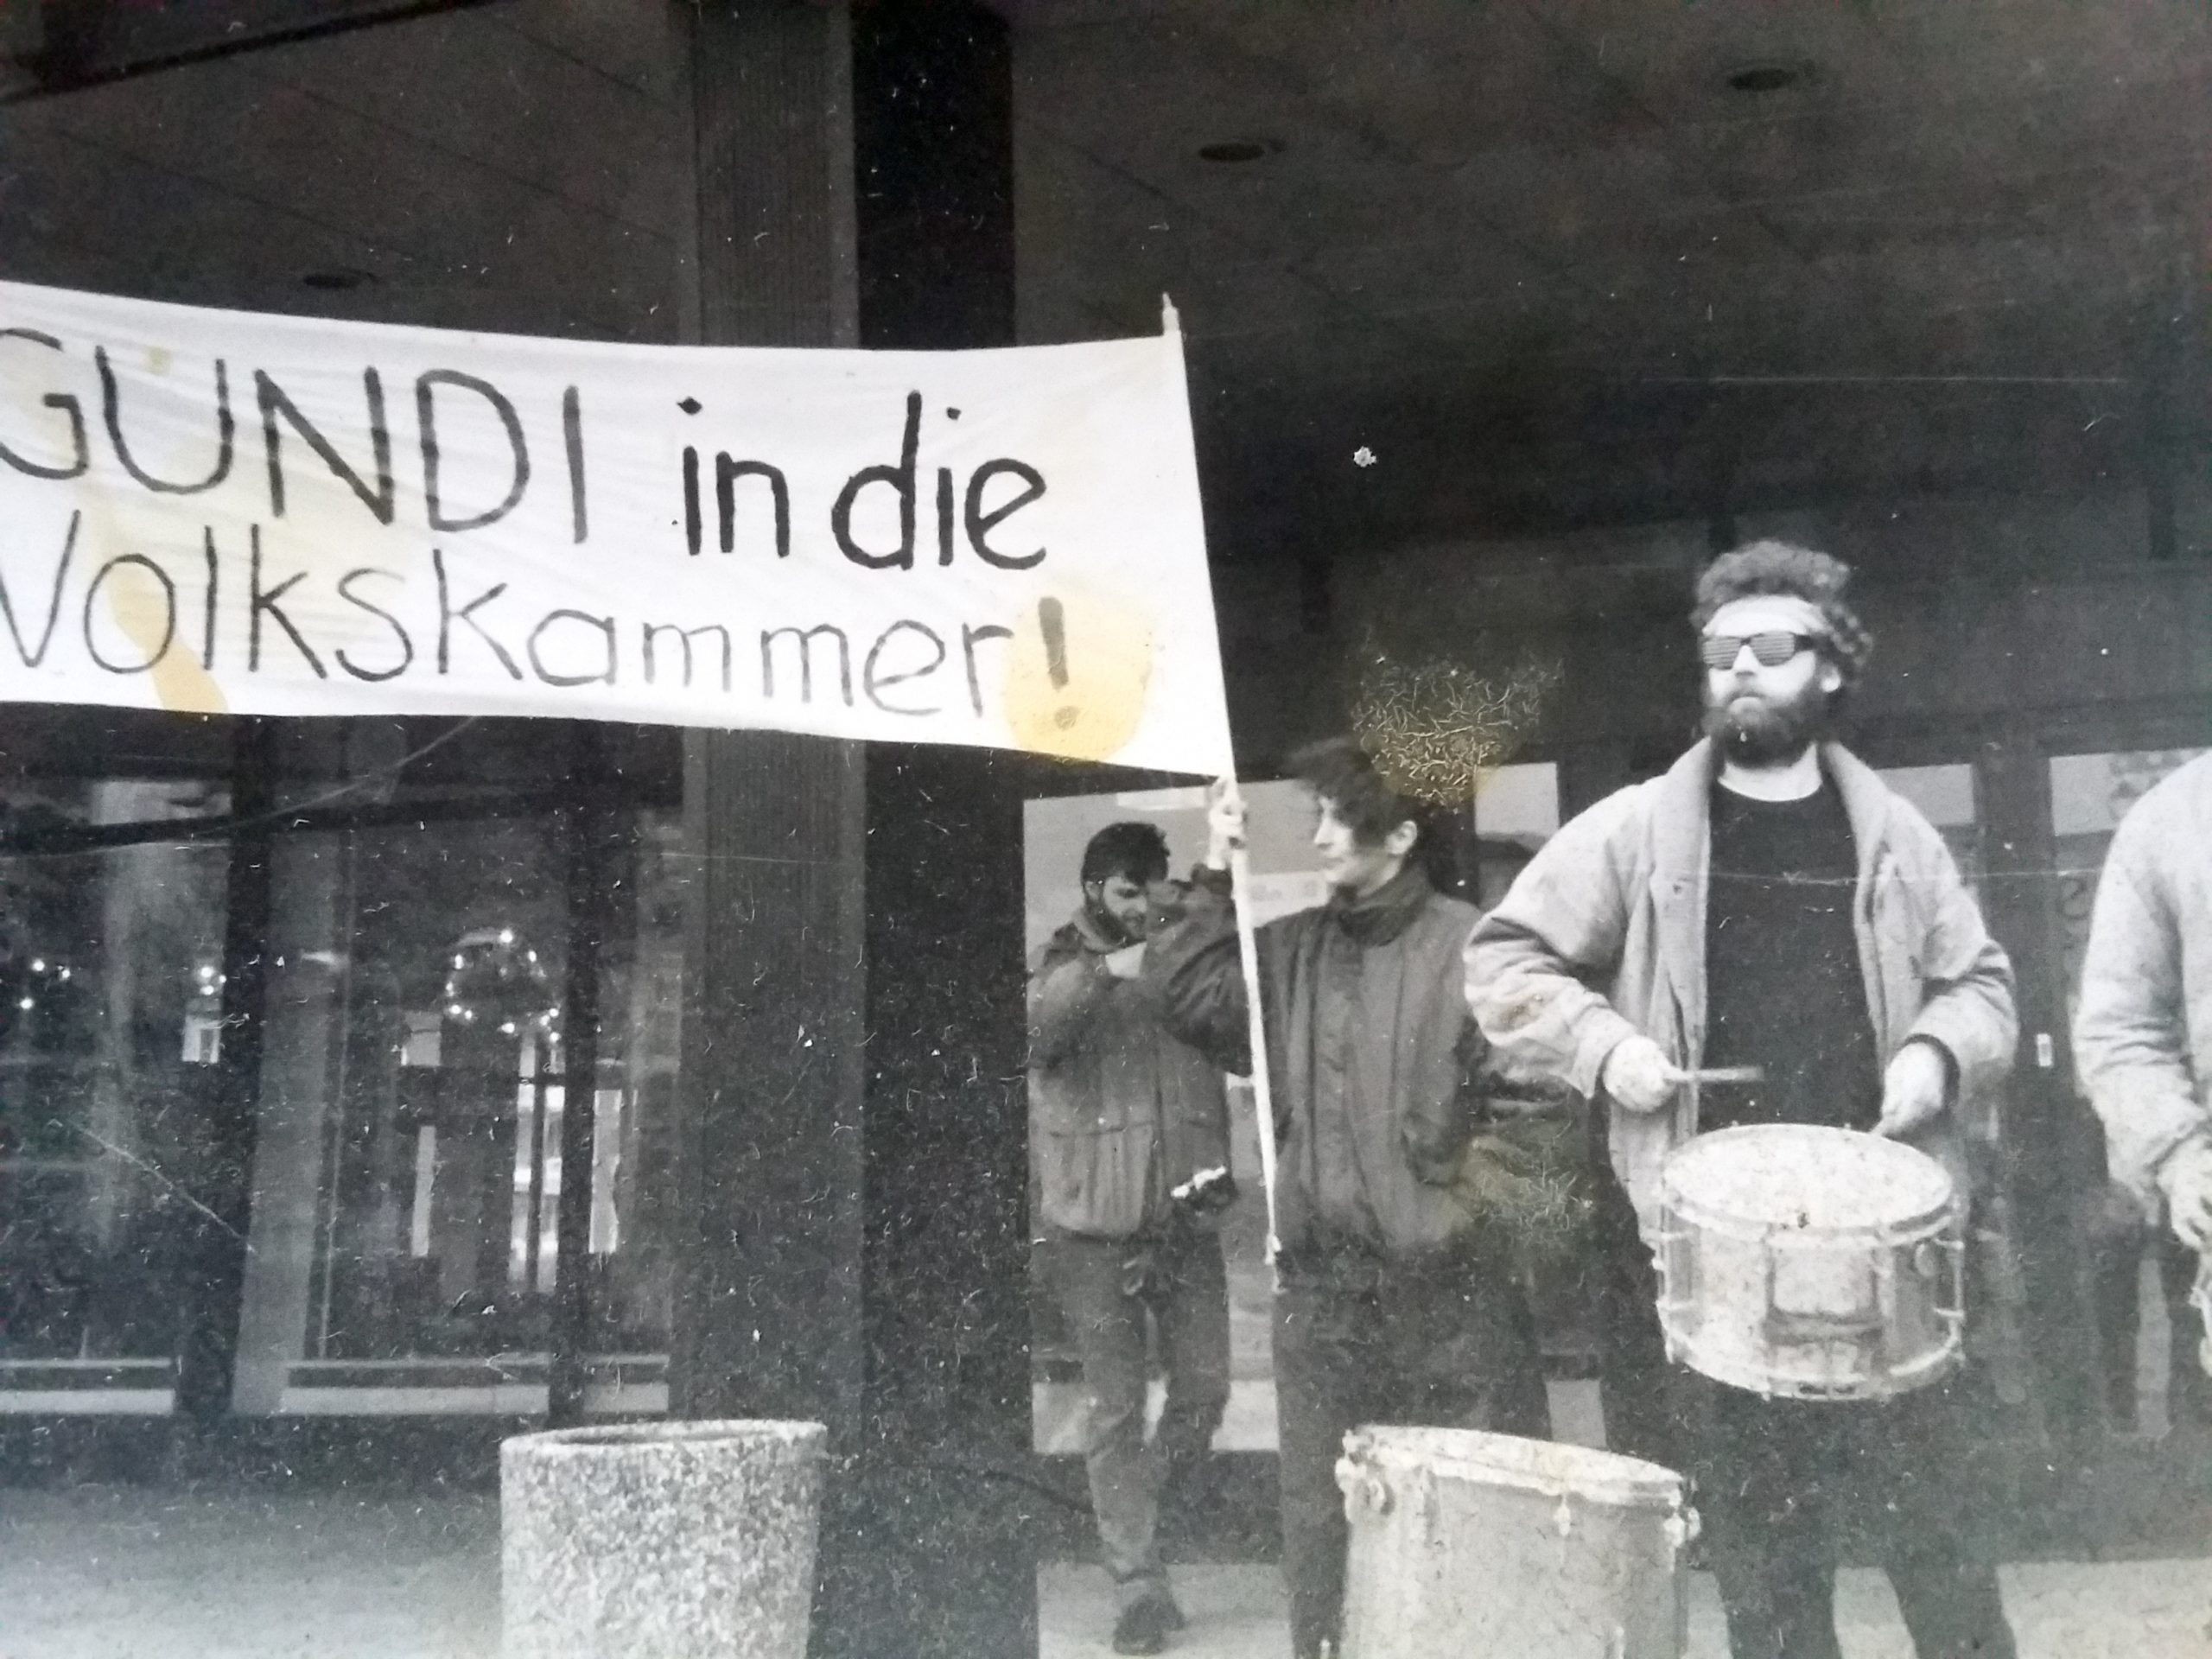 GUNDI in die
Volkskammer!